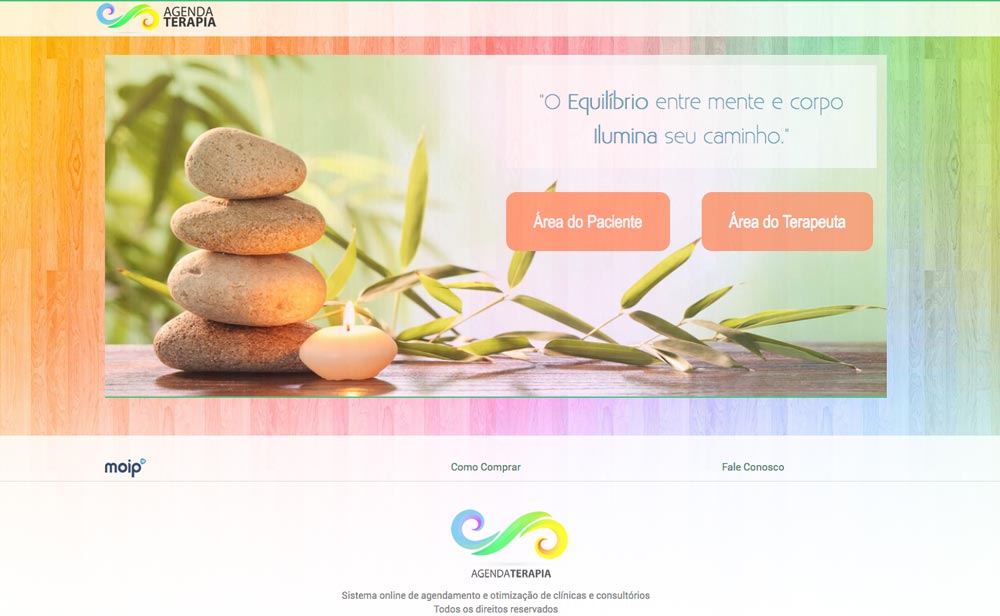 AGENDA
TERAPIA
"O Equilíbrio entre mente e corpo
Ilumina seu caminho."
Área do Paciente
Área do Terapeuta
moip
Como Comprar
Fale Conosco
AGENDATERAPIA
Sistema online de agendamento e otimização de clínicas e consultórios
Todos os direitos reservados